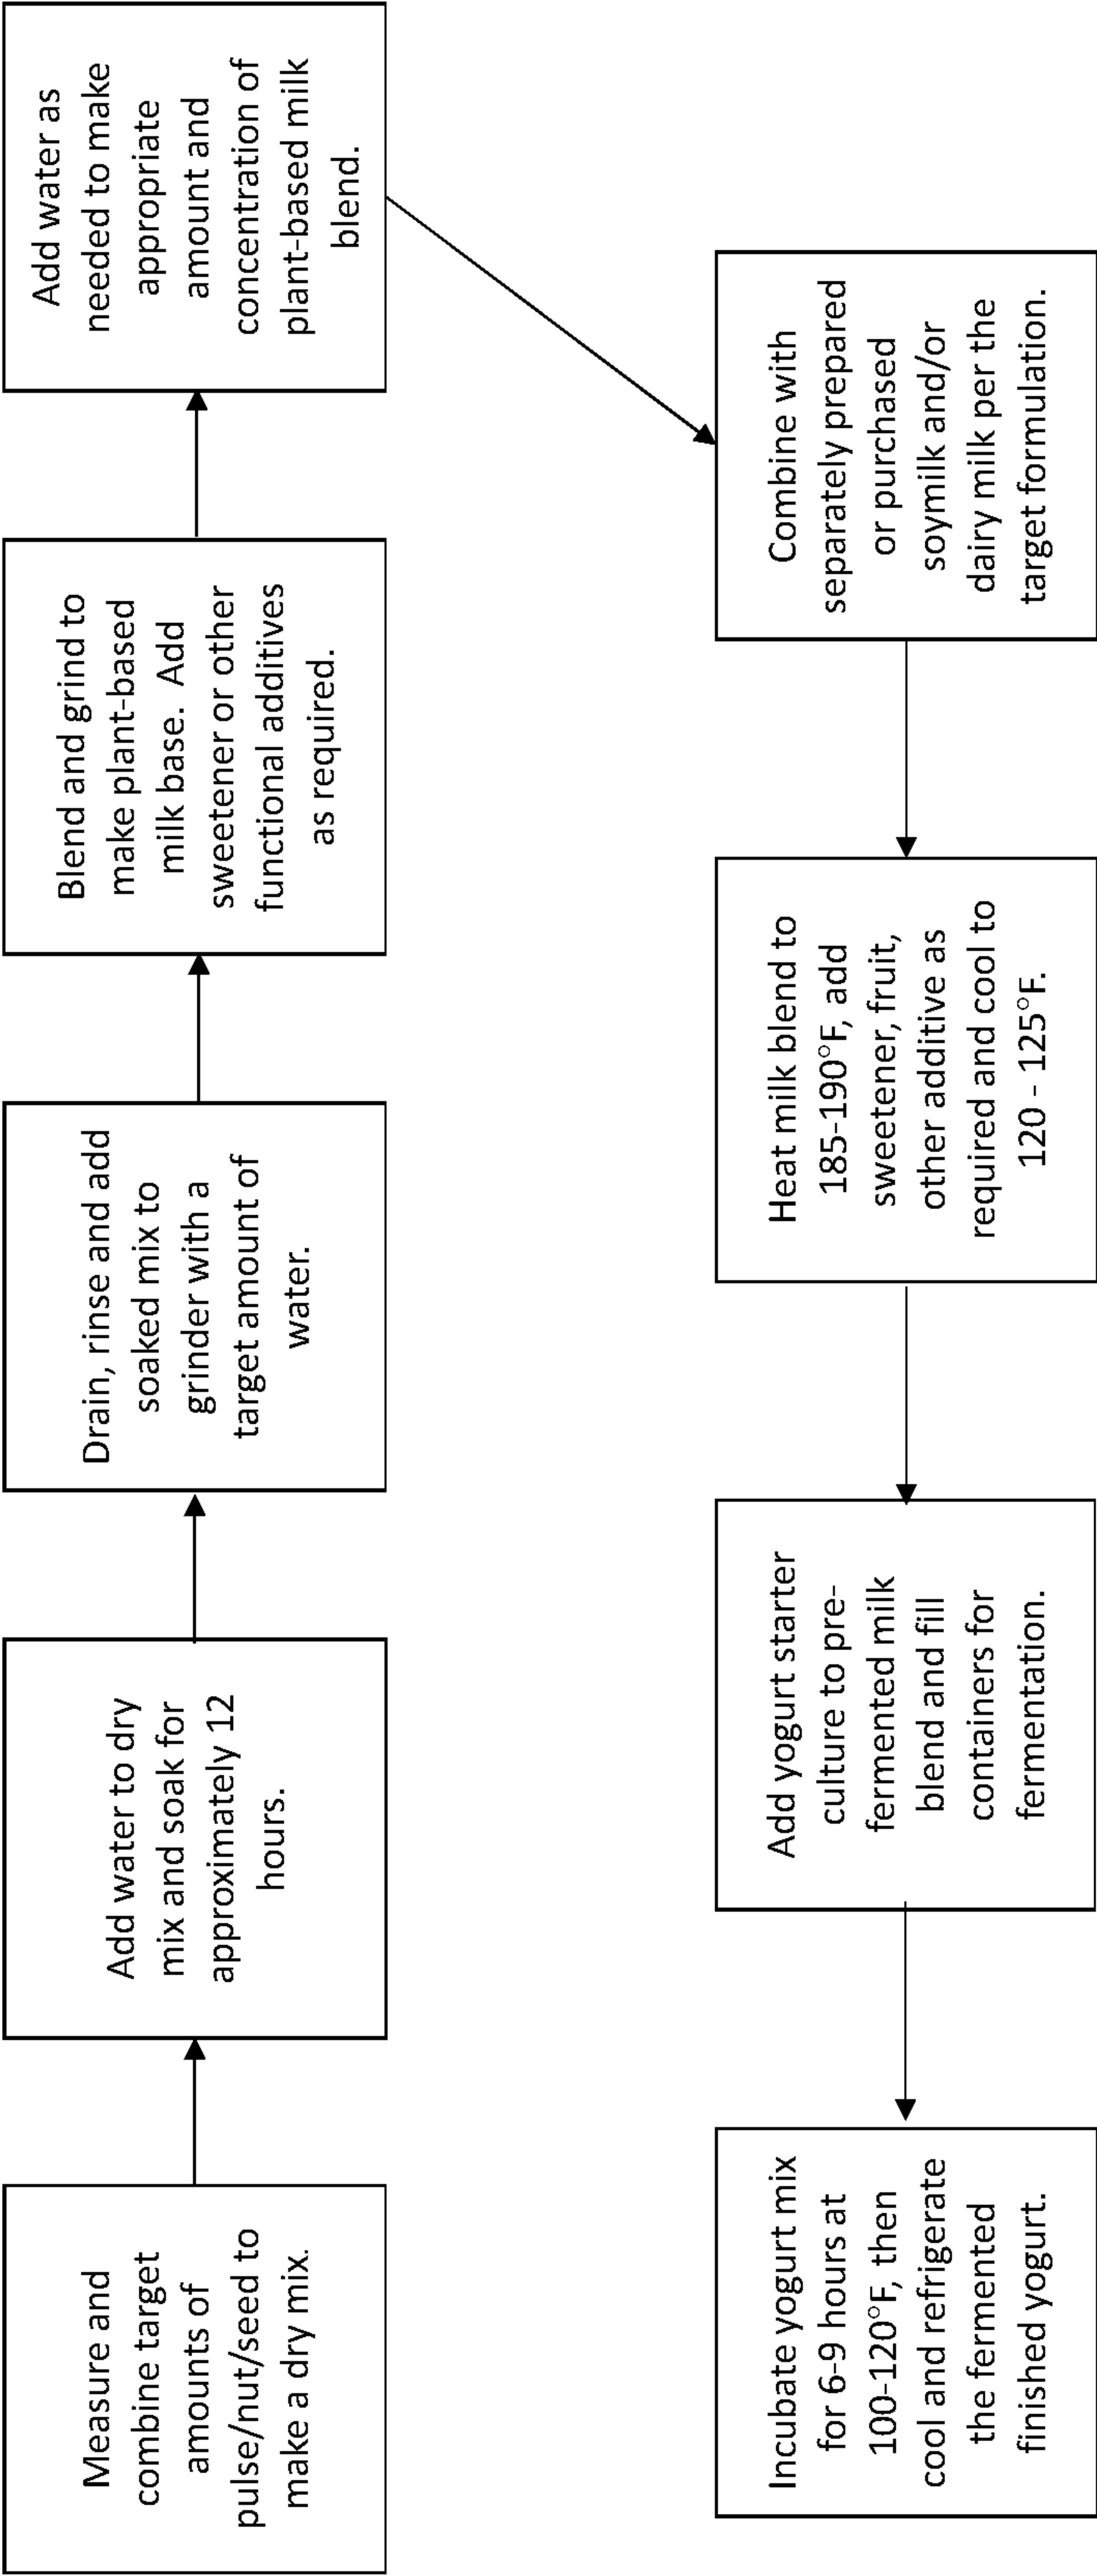 Measure and
combine target
amounts of
pulse/nut/seed to
make a dry mix.
Add water to dry
mix and soak for
approximately 12
hours.
Drain, rinse and add
soaked mix to
grinder with a
target amount of
water.
Blend and grind to
make plant-based
milk base.  Add
sweetener or other
functional additives
as required.
Add water as
needed to make
appropriate
amount and
concentration of
plant-based milk
blend.
Combine with
separately prepared
or purchased
soymilk and/or
dairy milk per the
target formulation.
Heat milk blend to
185-190°F, add
sweetener, fruit,
other additive as
required and cool to
120 - 125°F.
Add yogurt starter
culture to pre-
fermented milk
blend and fill
containers for
fermentation.
Incubate yogurt mix
for 6-9 hours at
100-120°F, then
cool and refrigerate
the fermented
finished yogurt.